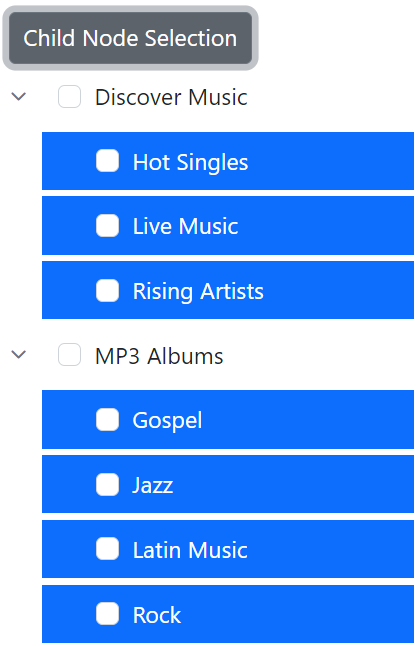 Child Node Selection
Discover Music
Hot Singles
Live Music
Rising Artists
MP3 Albums
Gospel
Jazz
Latin Music
Rock